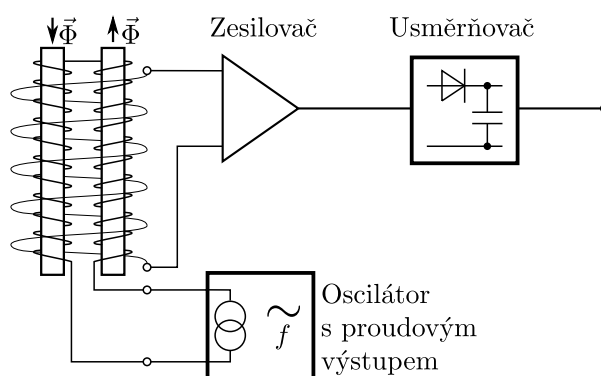 Φ⃗
Φ⃗
Zesilovač
Usměrňovač
Oscilátor
s proudovým
výstupem
f